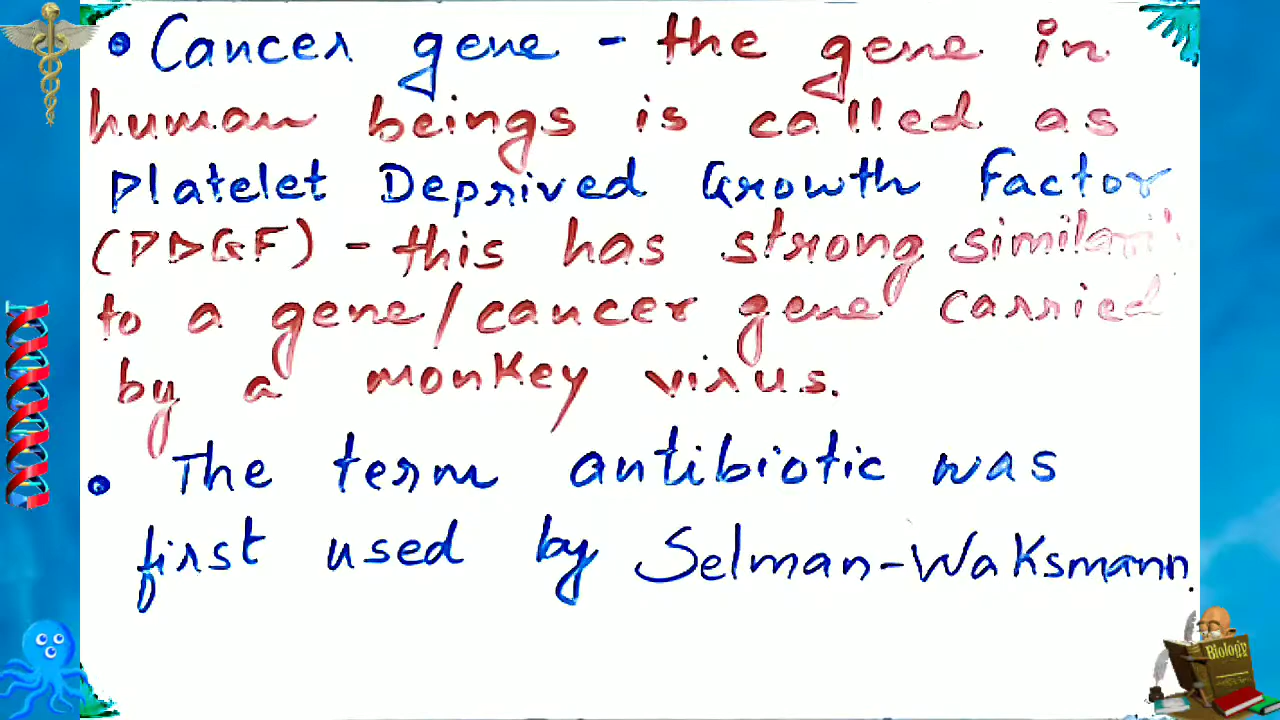 • Cancer gene - the gene in
human beings is called as
Platelet Deprived Growth Factor
(PDGF) - this has strong
to a gene/cancer gene carried
by a monkey virus.
• The term antibiotic was
first used by Selman-Waksmann.
Biology